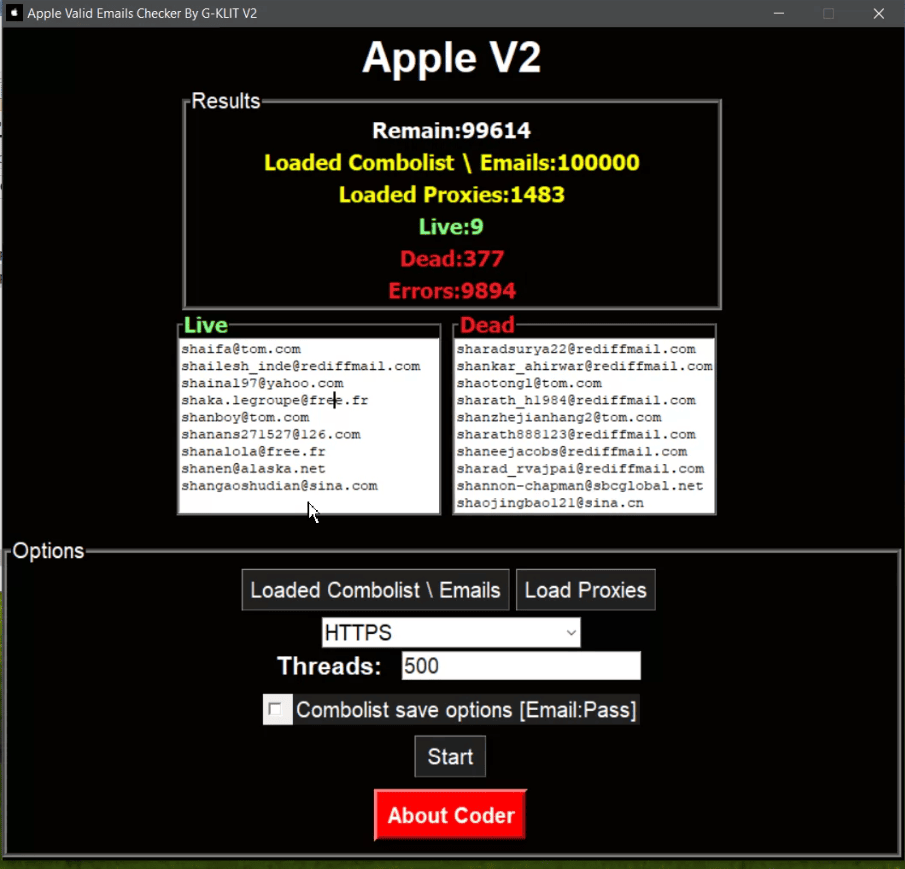 Apple Valid Emails Checker By G-KLIT V2
Apple V2
Results
Remain:99614
Loaded Combolist \ Emails:100000
Loaded Proxies:1483
Live:9
Dead:377
Errors:9894
Live
shaifa@tom.com
shailesh_inde@rediffmail.com
shaina197@yahoo.com
shaka.legroupe@free.fr
shanboy@tom.com
shanans271527@126.com
shanalola@free.fr
shanen@alaska.net
shangaoshudian@sina.com
Dead
sharadsurya22@rediffmail.com
shankar_ahirwar@rediffmail.com
shaotong1@tom.com
sharath_h1984@rediffmail.com
shanzhejianhang2@tom.com
sharath888123@rediffmail.com
shaneejacobs@rediffmail.com
sharad_rvajpai@rediffmail.com
shannon-chapman@sbcglobal.net
shaojingbao121@sina.cn
Options
Loaded Combolist \ Emails
Load Proxies
HTTPS
Threads: 500
Combolist save options [Email:Pass]
Start
About Coder